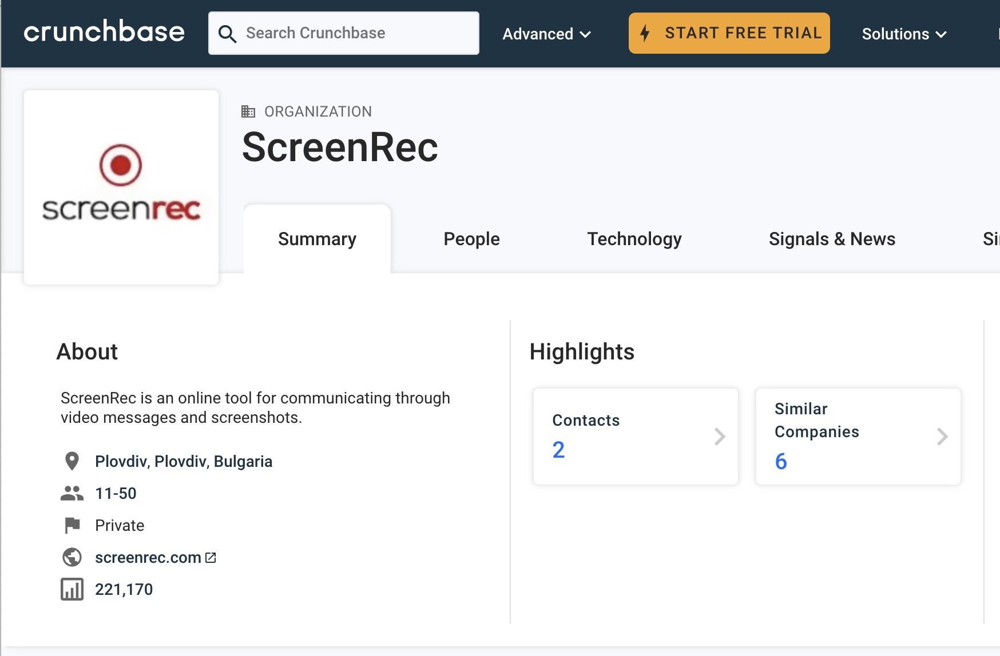 crunchbase
Search Crunchbase
Advanced
START FREE TRIAL
Solutions
screenrec
ORGANIZATION
ScreenRec
Summary
People
Technology
Signals & News
About
ScreenRec is an online tool for communicating through
video messages and screenshots.
Plovdiv, Plovdiv, Bulgaria
11-50
Private
screenrec.com
221,170
Highlights
Contacts
2
Similar
Companies
6